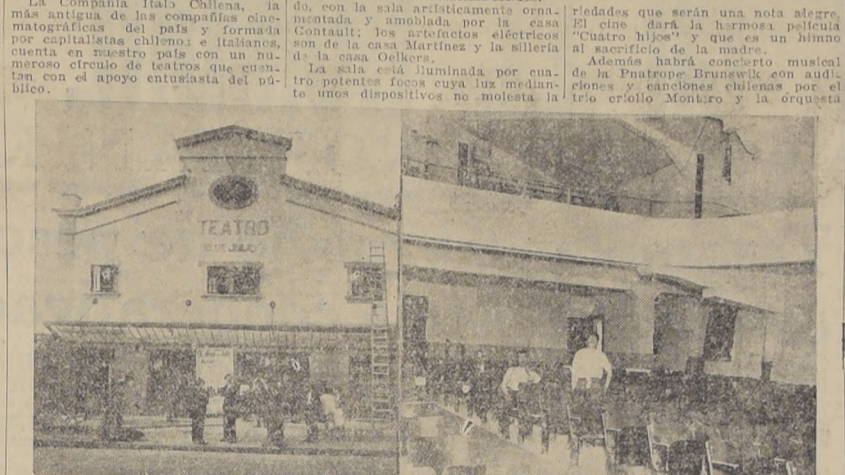 La Compañía Italo Chilena, la
más antigua de las compañías cine-
matográficas del país y formada
por capitalistas chilenos e italianos,
cuenta en nuestro país con un nu-
meroso círculo de teatros que cuen-
tan con el apoyo entusiasta del pú-
blico.
do, con la sala artísticamente orna-
mentada y amoblada por la casa
Contault; los artefactos eléctricos
son de la casa Martínez y la sillería
de la casa Oelkers.
La sala está iluminada por cua-
tro potentes focos cuya luz median-
te unos dispositivos no molesta la
riedades que serán una nota alegre.
El cine dará la hermosa película
"Cuatro hijos" y que es un himno
al sacrificio de la madre.
Además habrá concierto musical
de la Pnatrope Brunswik con audi-
ciones y canciones chilenas por el
trío criollo Montero y la orquesta
TEATRO
10 DE JULIO